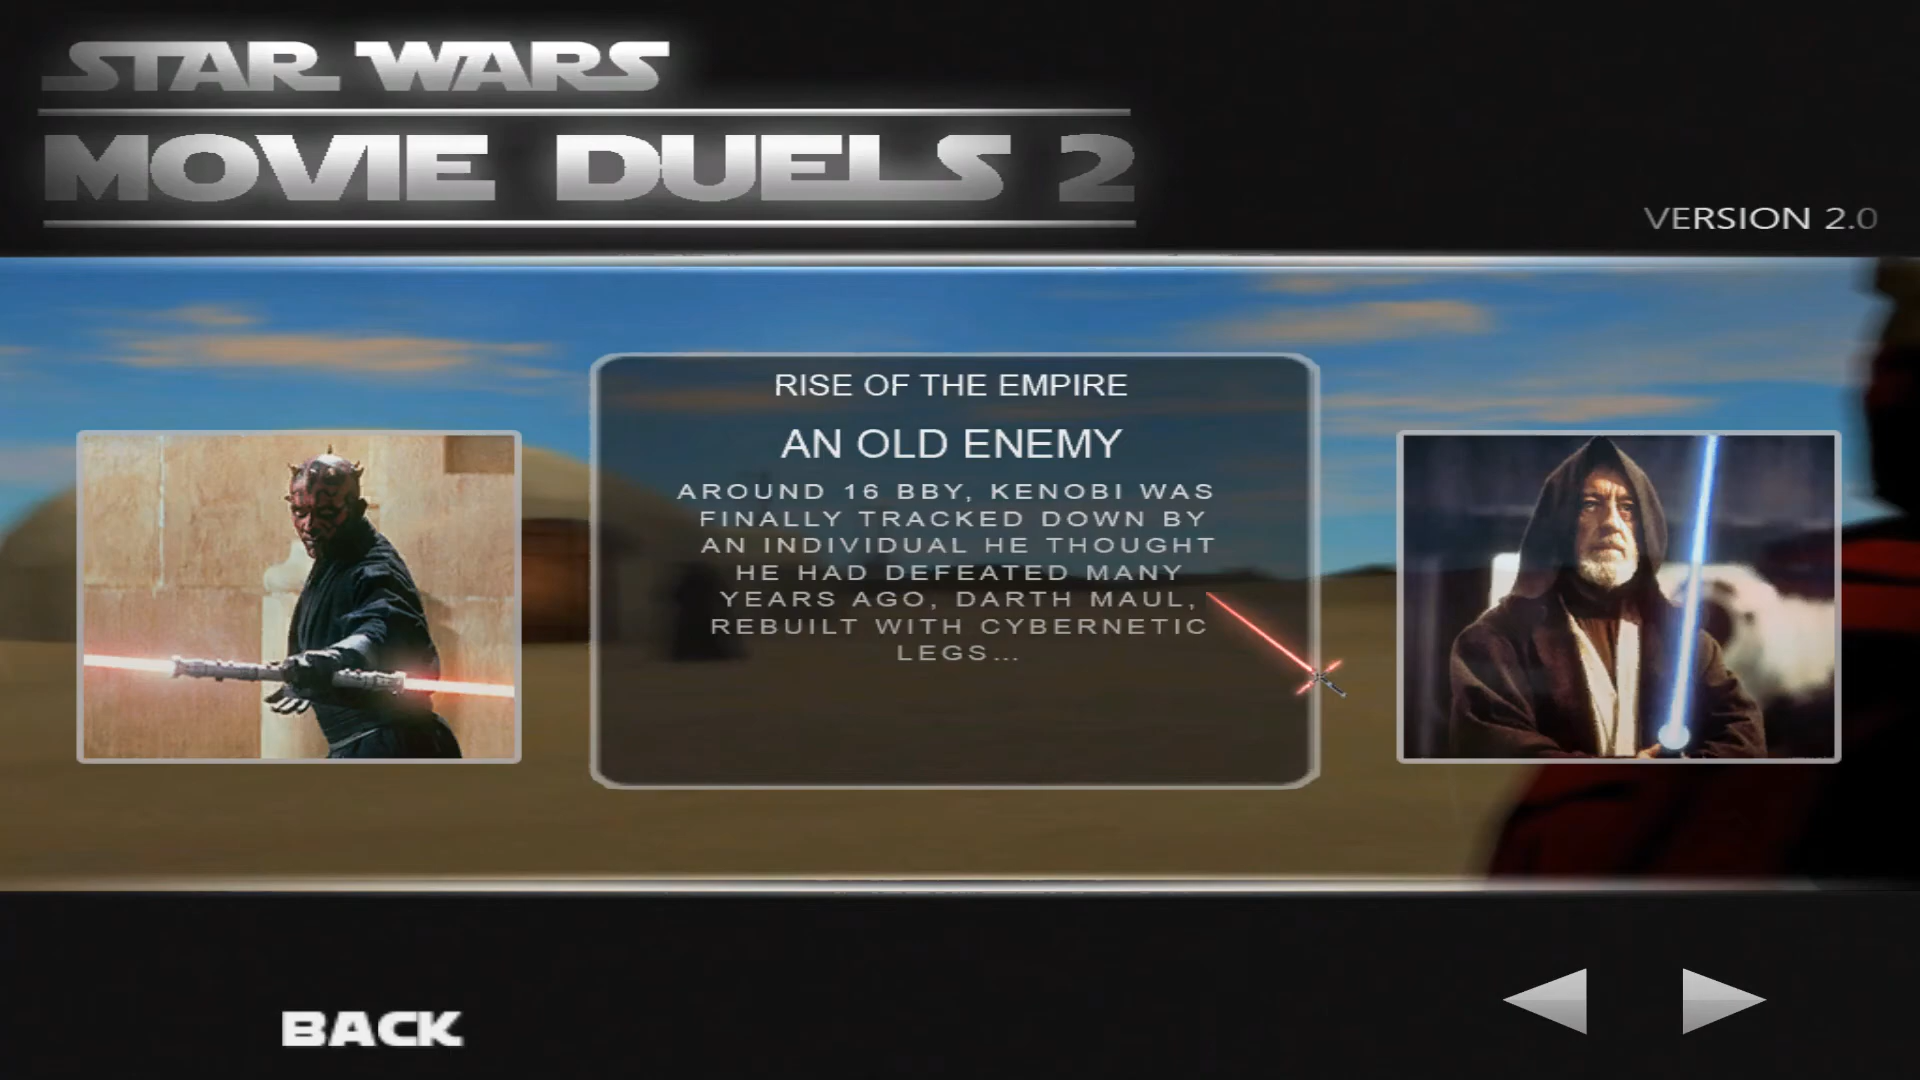 STAR WARS
MOVIE DUELS 2
VERSION 2.0
RISE OF THE EMPIRE
AN OLD ENEMY
AROUND 16 BBY, KENOBI WAS
FINALLY TRACKED DOWN BY
AN INDIVIDUAL HE THOUGHT
HE HAD DEFEATED MANY
YEARS AGO, DARTH MAUL,
REBUILT WITH CYBERNETIC
LEGS...
BACK